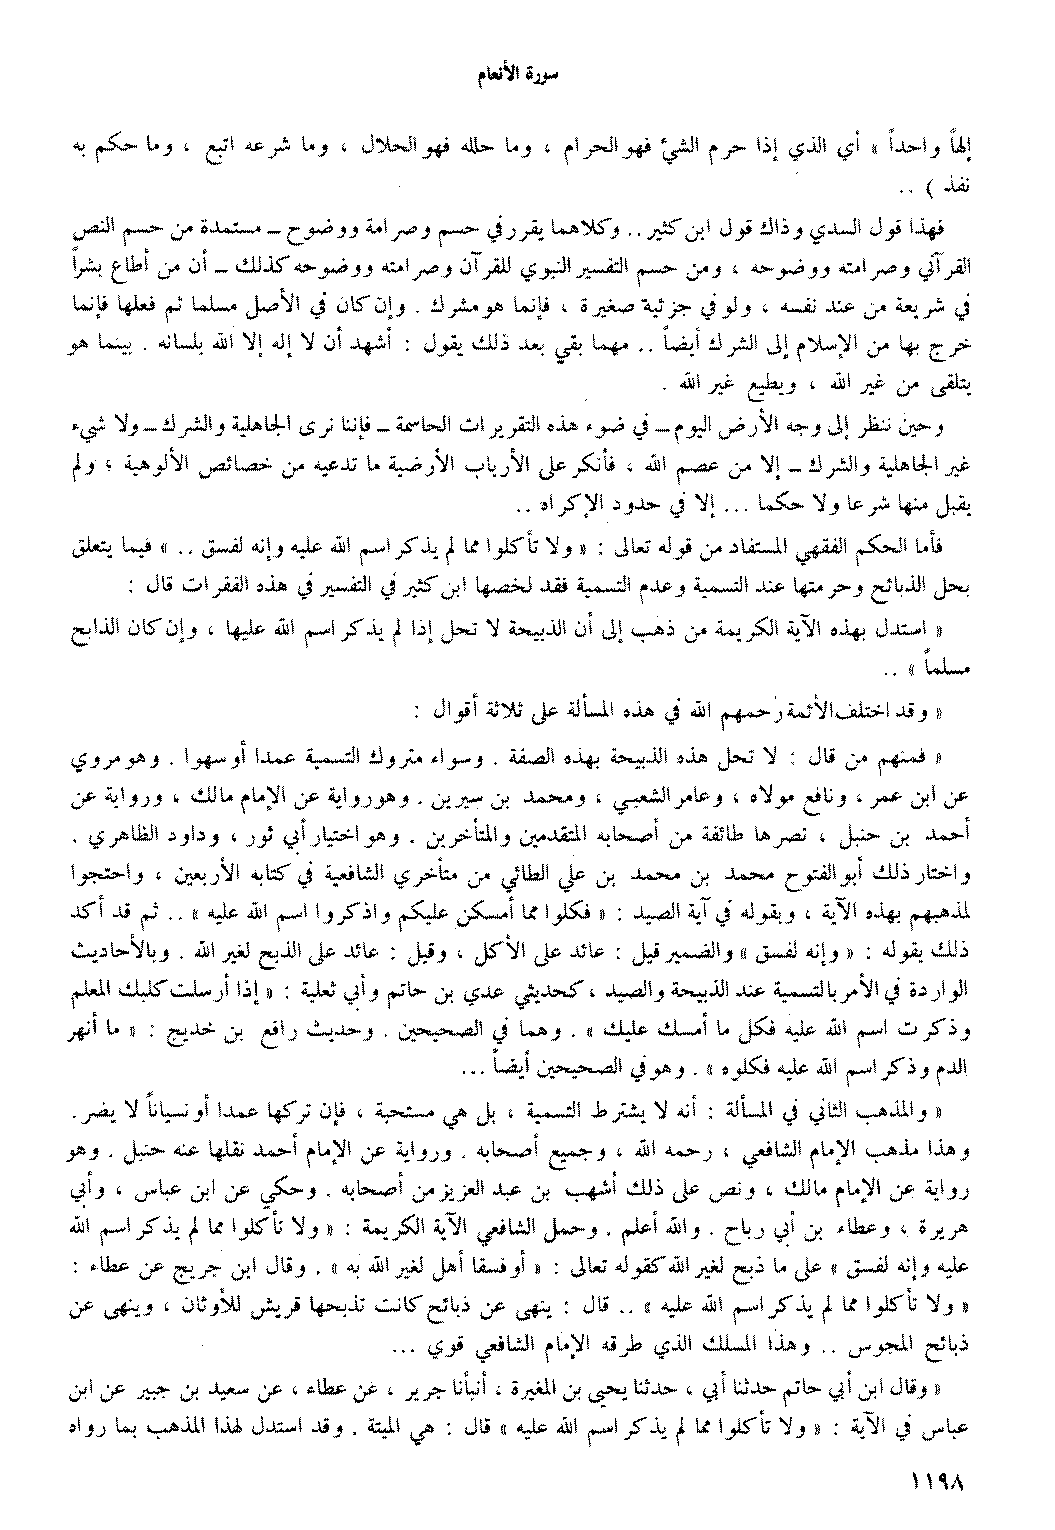 سورة الأنعام
إلهاً واحداً » أي الذي إذا حرم الشيْ فهو الحرام ، وما حلله فهو الحلال ، وما شرعه اتبع ، وما حكم به
نفذ ) ..
فهذا قول السدي وذاك قول ابن كثير .. وكلاهما يقرر في حسم وصرامة ووضوح – مستمدة من حسم النص
القرآني وصرامته ووضوحه ، ومن حسم التفسير النبوي للقرآن وصرامته ووضوحه كذلك – أن من أطاع بشراً
في شريعة من عند نفسه ، ولو في جزئية صغيرة ، فإنما هو مشرك . وإن كان في الأصل مسلما ثم فعلها فإنما
خرج بها من الإسلام إلى الشرك أيضاً .. مهما بقي بعد ذلك يقول : أشهد أن لا إله إلا الله بلسانه . بينما هو
يتلقى من غير الله ، ويطيع غير الله .
وحين ننظر إلى وجه الأرض اليوم – في ضوء هذه التقريرات الحاسمة – فإننا نرى الجاهلية والشرك – ولا شيء
غير الجاهلية والشرك – إلا من عصم الله ، فأنكر على الأرباب الأرضية ما تدعيه من خصائص الألوهية ؛ ولم
يقبل منها شرعا ولا حكما ... إلا في حدود الإكراه ..
فأما الحكم الفقهي المستفاد من قوله تعالى : « ولا تأكلوا مما لم يذكر اسم الله عليه وإنه لفسق .. » فيما يتعلق
بحل الذبائح وحرمتها عند التسمية وعدم التسمية فقد لخصها ابن كثير في التفسير في هذه الفقرات قال :
« استدل بهذه الآية الكريمة من ذهب إلى أن الذبيحة لا تحل إذا لم يذكر اسم الله عليها ، وإن كان الذابح
مسلماً » ..
« وقد اختلف الأئمة رحمهم الله في هذه المسألة على ثلاثة أقوال :
« فمنهم من قال : لا تحل هذه الذبيحة بهذه الصفة . وسواء متروك التسمية عمدا أو سهوا . وهو مروي
عن ابن عمر ، ونافع مولاه ، وعامر الشعبي ، ومحمد بن سيرين . وهو رواية عن الإمام مالك ، ورواية عن
أحمد بن حنبل ، نصرها طائفة من أصحابه المتقدمين والمتأخرين . وهو اختيار أبي ثور ، وداود الظاهري .
واختار ذلك أبو الفتوح محمد بن محمد بن علي الطائي من متأخري الشافعية في كتابه الأربعين ، واحتجوا
لمذهبهم بهذه الآية ، وبقوله في آية الصيد : « فكلوا مما أمسكن عليكم واذكروا اسم الله عليه » .. ثم قد أكد
ذلك بقوله : « وإنه لفسق » والضمير قيل : عائد على الأكل ، وقيل : عائد على الذبح لغير الله . وبالأحاديث
الواردة في الأمر بالتسمية عند الذبيحة والصيد ، كحديثي عدي بن حاتم وأبي ثعلبة : « إذا أرسلت كلبك المعلم
وذكرت اسم الله عليه فكل ما أمسك عليك » . وهما في الصحيحين . وحديث رافع بن خديج : « ما أنهر
الدم وذكر اسم الله عليه فكلوه » . وهو في الصحيحين أيضاً ...
« والمذهب الثاني في المسألة : أنه لا يشترط التسمية ، بل هي مستحبة ، فإن تركها عمدا أو نسياناً لا يضر .
وهذا مذهب الإمام الشافعي ، رحمه الله ، وجميع أصحابه . ورواية عن الإمام أحمد نقلها عنه حنبل . وهو
رواية عن الإمام مالك ، ونص على ذلك أشهب بن عبد العزيز من أصحابه . وحكي عن ابن عباس ، وأبي
هريرة ، وعطاء بن أبي رباح . والله أعلم . وحمل الشافعي الآية الكريمة : « ولا تأكلوا مما لم يذكر اسم الله
عليه وإنه لفسق » على ما ذبح لغير الله كقوله تعالى : « أو فسقا أهل لغير الله به » . وقال ابن جريج عن عطاء :
« ولا تأكلوا مما لم يذكر اسم الله عليه » .. قال : ينهى عن ذبائح كانت تذبحها قريش للأوثان ، وينهى عن
ذبائح المجوس .. وهذا المسلك الذي طرقه الإمام الشافعي قوي ...
« وقال ابن أبي حاتم حدثنا أبي ، حدثنا يحيى بن المغيرة ، أنبأنا جرير ، عن عطاء ، عن سعيد بن جبير عن ابن
عباس في الآية : « ولا تأكلوا مما لم يذكر اسم الله عليه » قال : هي الميتة . وقد استدل لهذا المذهب بما رواه
١١٩٨